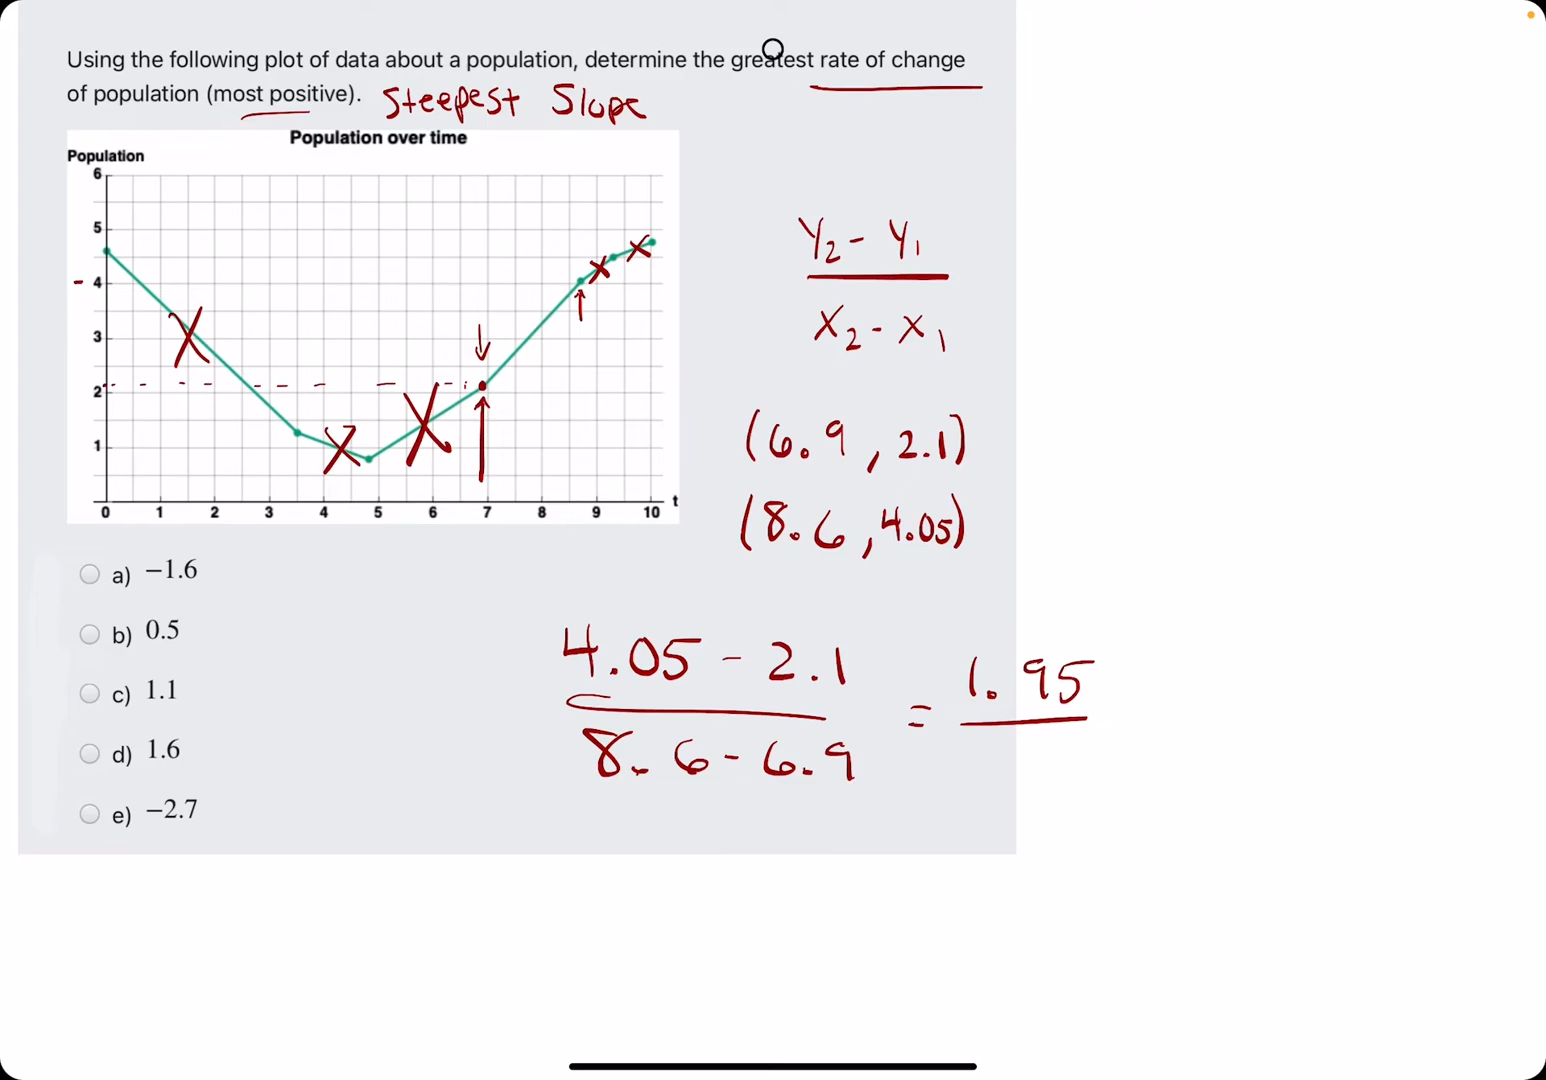 Using the following plot of data about a population, determine the greatest rate of change
of population (most positive). Steepest Slope
Population over time
Population
6
5
- 4
3
2
1
0 1 2 3 4 5 6 7 8 9 10 t
Y2 - Y1
X2 - X1
(6.9, 2.1)
(8.6, 4.05)
a) −1.6
b) 0.5
c) 1.1
d) 1.6
e) −2.7
4.05 - 2.1 = 1.95
8.6 - 6.9